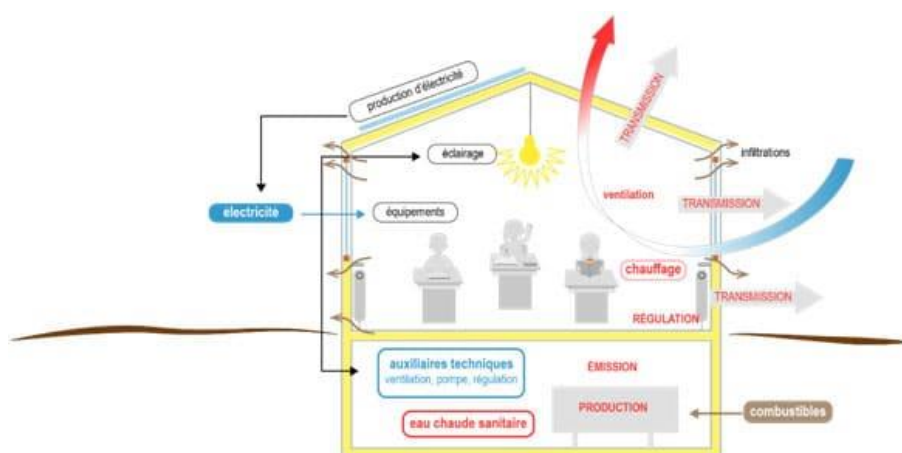 production d'électricité
TRANSMISSION
éclairage
infiltrations
ventilation
TRANSMISSION
électricité
équipements
chauffage
TRANSMISSION
RÉGULATION
auxiliaires techniques
ventilation, pompe, régulation
ÉMISSION
PRODUCTION
combustibles
eau chaude sanitaire